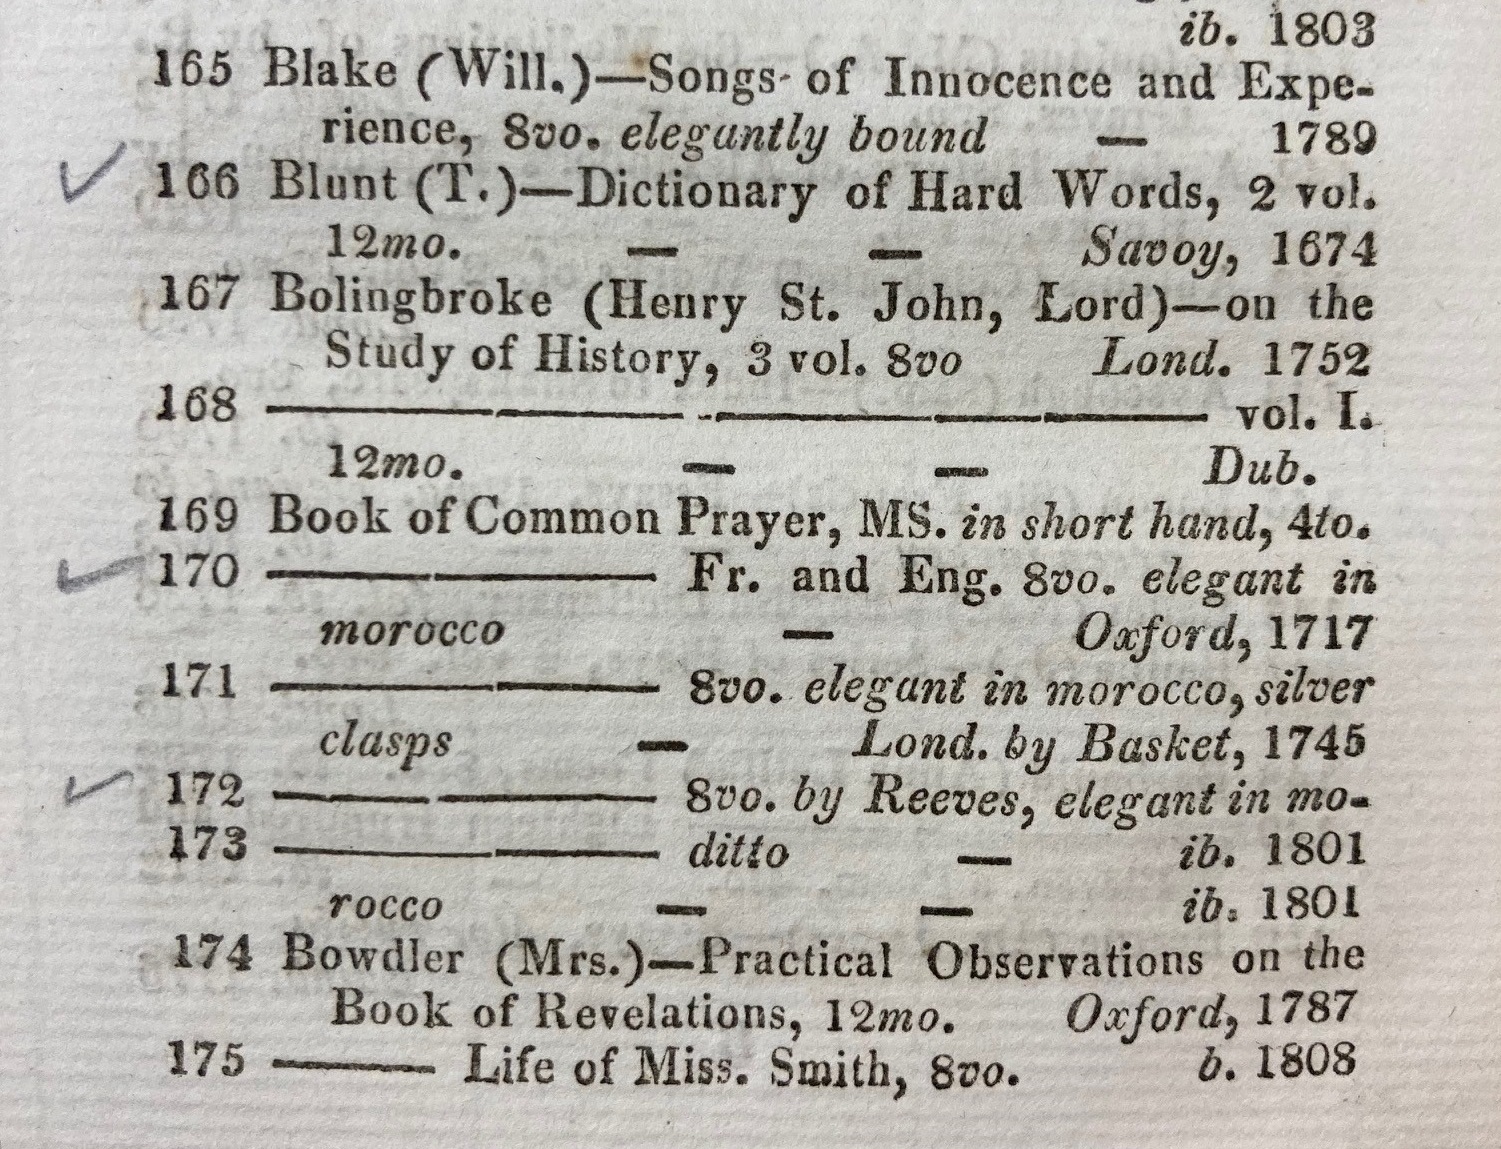 ib. 1803
165 Blake (Will.)—Songs of Innocence and Expe-
rience, 8vo. elegantly bound — 1789
166 Blunt (T.)—Dictionary of Hard Words, 2 vol.
12mo. — — Savoy, 1674
167 Bolingbroke (Henry St. John, Lord)—on the
Study of History, 3 vol. 8vo Lond. 1752
168 ————— vol. I.
12mo. — — Dub.
169 Book of Common Prayer, MS. in short hand, 4to.
170 ——— Fr. and Eng. 8vo. elegant in
morocco — Oxford, 1717
171 ——— 8vo. elegant in morocco, silver
clasps — Lond. by Basket, 1745
172 ——— 8vo. by Reeves, elegant in mo-
173 ——— ditto — ib. 1801
rocco — — ib. 1801
174 Bowdler (Mrs.)—Practical Observations on the
Book of Revelations, 12mo. Oxford, 1787
175 —— Life of Miss. Smith, 8vo. b. 1808